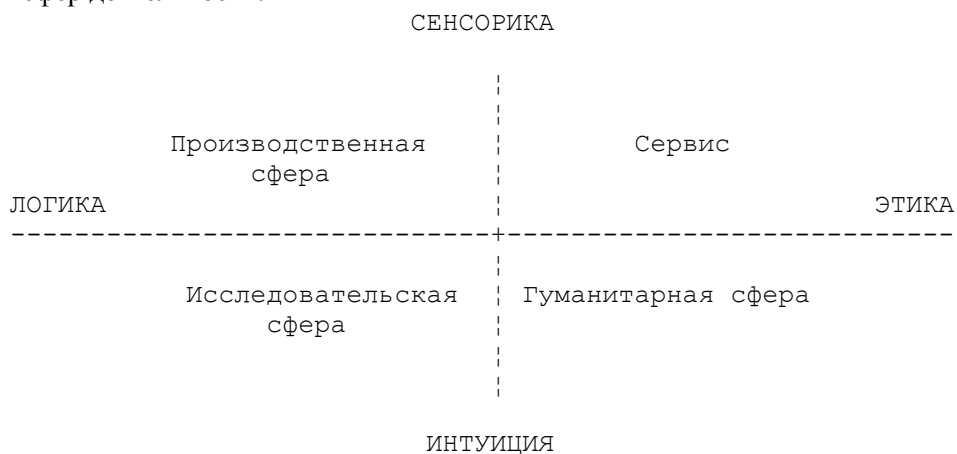 СЕНСОРИКА
Производственная Сервис
сфера
ЛОГИКА ЭТИКА
Исследовательская Гуманитарная сфера
сфера
ИНТУИЦИЯ